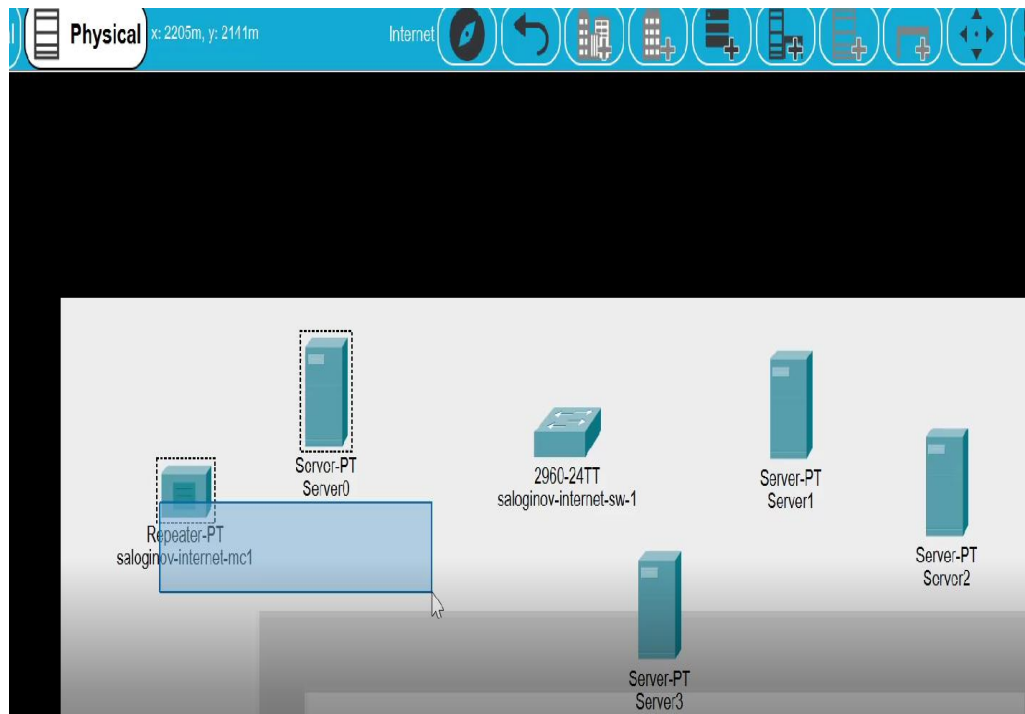 Physical x: 2205m, y: 2141m Internet
Server-PT
Server0
Repeater-PT
saloginov-internet-mc1
2960-24TT
saloginov-internet-sw-1
Server-PT
Server1
Server-PT
Server2
Server-PT
Server3